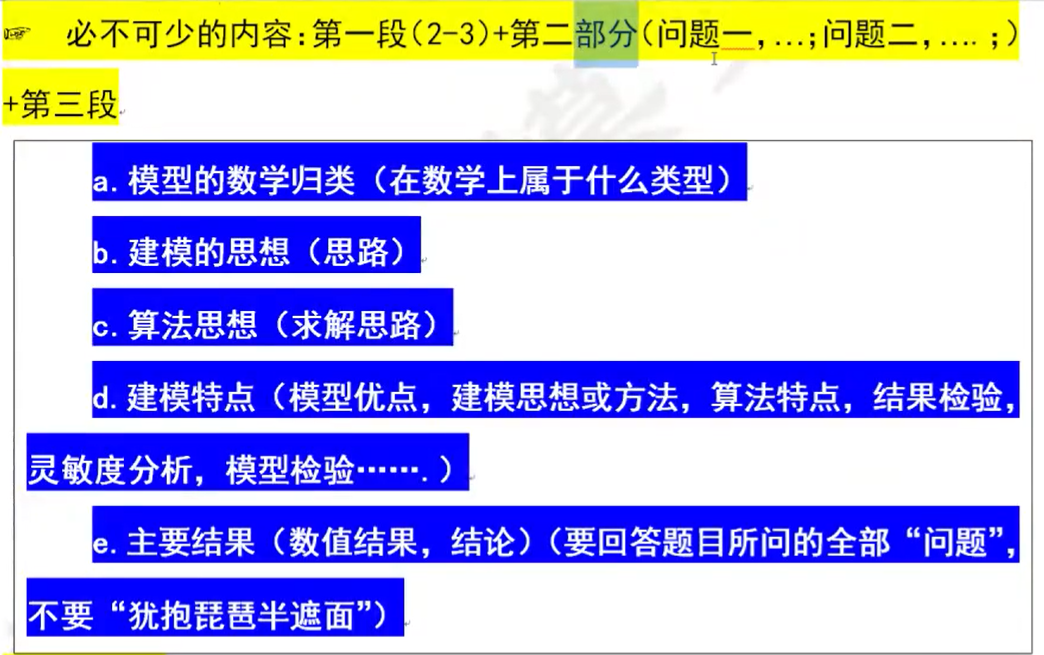 ☞ 必不可少的内容:第一段(2-3)+第二部分(问题一,…;问题二,…. ;)
+第三段
a. 模型的数学归类（在数学上属于什么类型）
b. 建模的思想（思路）
c. 算法思想（求解思路）
d. 建模特点（模型优点，建模思想或方法，算法特点，结果检验，
灵敏度分析，模型检验……. ）
e. 主要结果（数值结果，结论）（要回答题目所问的全部“问题”，
不要“犹抱琵琶半遮面”）